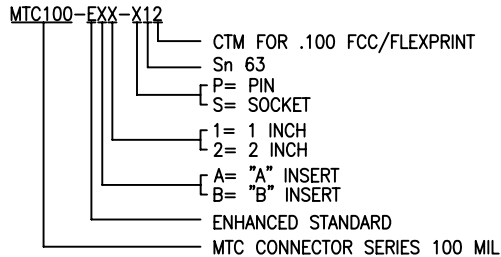 MTC100-EXX-X12
CTM FOR .100 FCC/FLEXPRINT
Sn 63
P= PIN
S= SOCKET
1= 1 INCH
2= 2 INCH
A= "A" INSERT
B= "B" INSERT
ENHANCED STANDARD
MTC CONNECTOR SERIES 100 MIL